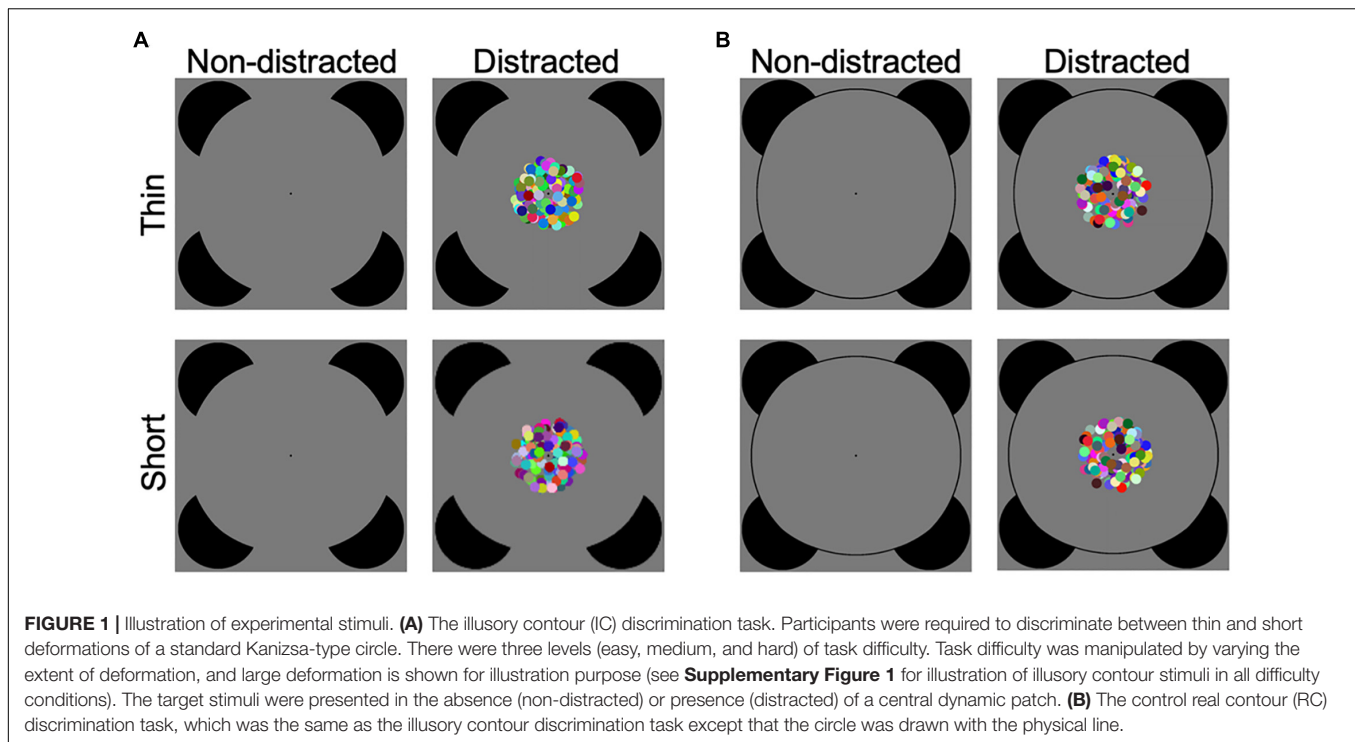 A
B
Non-distracted Distracted
Non-distracted Distracted
Thin
Short
FIGURE 1 | Illustration of experimental stimuli. (A) The illusory contour (IC) discrimination task. Participants were required to discriminate between thin and short
deformations of a standard Kanizsa-type circle. There were three levels (easy, medium, and hard) of task difficulty. Task difficulty was manipulated by varying the
extent of deformation, and large deformation is shown for illustration purpose (see Supplementary Figure 1 for illustration of illusory contour stimuli in all difficulty
conditions). The target stimuli were presented in the absence (non-distracted) or presence (distracted) of a central dynamic patch. (B) The control real contour (RC)
discrimination task, which was the same as the illusory contour discrimination task except that the circle was drawn with the physical line.